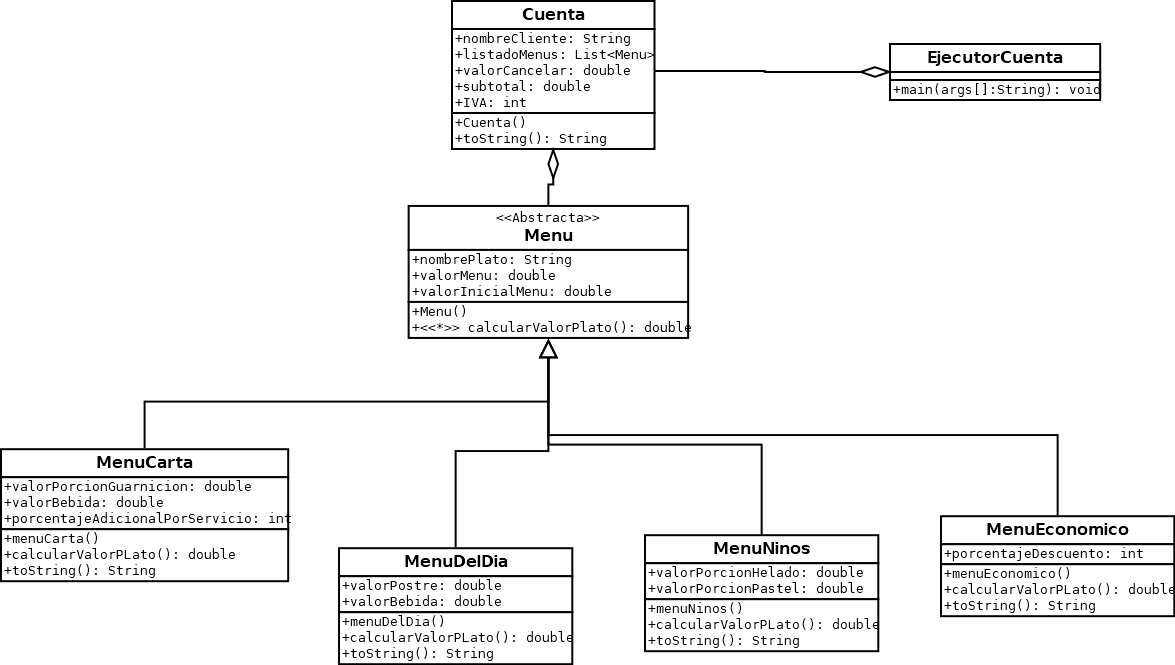 Cuenta
+nombreCliente: String
+listadoMenus: List<Menu>
+valorCancelar: double
+subtotal: double
+IVA: int
+Cuenta()
+toString(): String
EjecutorCuenta
+main(args[]:String): void
<<Abstracta>>
Menu
+nombrePlato: String
+valorMenu: double
+valorInicialMenu: double
+Menu()
+<<*>> calcularValorPlato(): double
MenuCarta
+valorPorcionGuarnicion: double
+valorBebida: double
+porcentajeAdicionalPorServicio: int
+menuCarta()
+calcularValorPLato(): double
+toString(): String
MenuDelDia
+valorPostre: double
+valorBebida: double
+menuDelDia()
+calcularValorPLato(): double
+toString(): String
MenuNinos
+valorPorcionHelado: double
+valorPorcionPastel: double
+menuNinos()
+calcularValorPLato(): double
+toString(): String
MenuEconomico
+porcentajeDescuento: int
+menuEconomico()
+calcularValorPLato(): double
+toString(): String